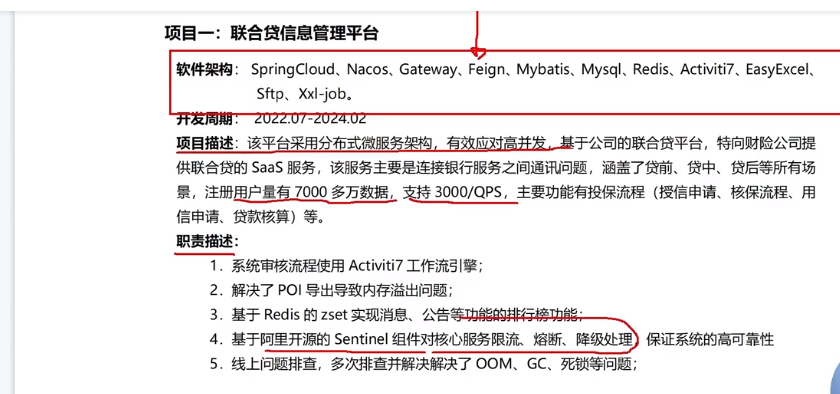 项目一：联合贷信息管理平台
软件架构： SpringCloud、Nacos、Gateway、Feign、Mybatis、Mysql、Redis、Activiti7、EasyExcel、
Sftp、Xxl-job。
开发周期： 2022.07-2024.02
项目描述：该平台采用分布式微服务架构，有效应对高并发，基于公司的联合贷平台，特向财险公司提
供联合贷的 SaaS 服务，该服务主要是连接银行服务之间通讯问题，涵盖了贷前、贷中、贷后等所有场
景，注册用户量有 7000 多万数据，支持 3000/QPS，主要功能有投保流程（授信申请、核保流程、用
信申请、贷款核算）等。
职责描述：
1．系统审核流程使用 Activiti7 工作流引擎；
2．解决了 POI 导出导致内存溢出问题；
3．基于 Redis 的 zset 实现消息、公告等功能的排行榜功能；
4．基于阿里开源的 Sentinel 组件对核心服务限流、熔断、降级处理，保证系统的高可靠性
5．线上问题排查，多次排查并解决解决了 OOM、GC、死锁等问题；